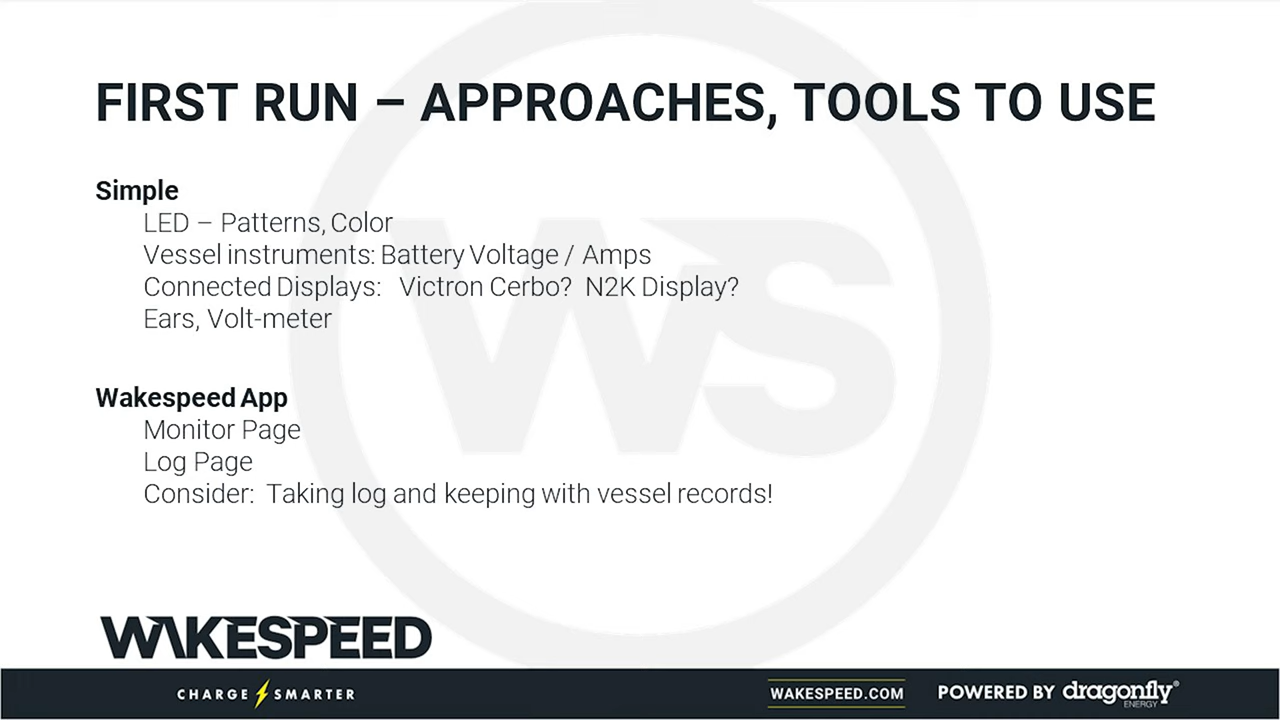 FIRST RUN – APPROACHES, TOOLS TO USE
Simple
LED – Patterns, Color
Vessel instruments: Battery Voltage / Amps
Connected Displays: Victron Cerbo? N2K Display?
Ears, Volt-meter
Wakespeed App
Monitor Page
Log Page
Consider: Taking log and keeping with vessel records!
WS
WAKESPEED
CHARGE SMARTER
WAKESPEED.COM
POWERED BY dragonfly®
ENERGY